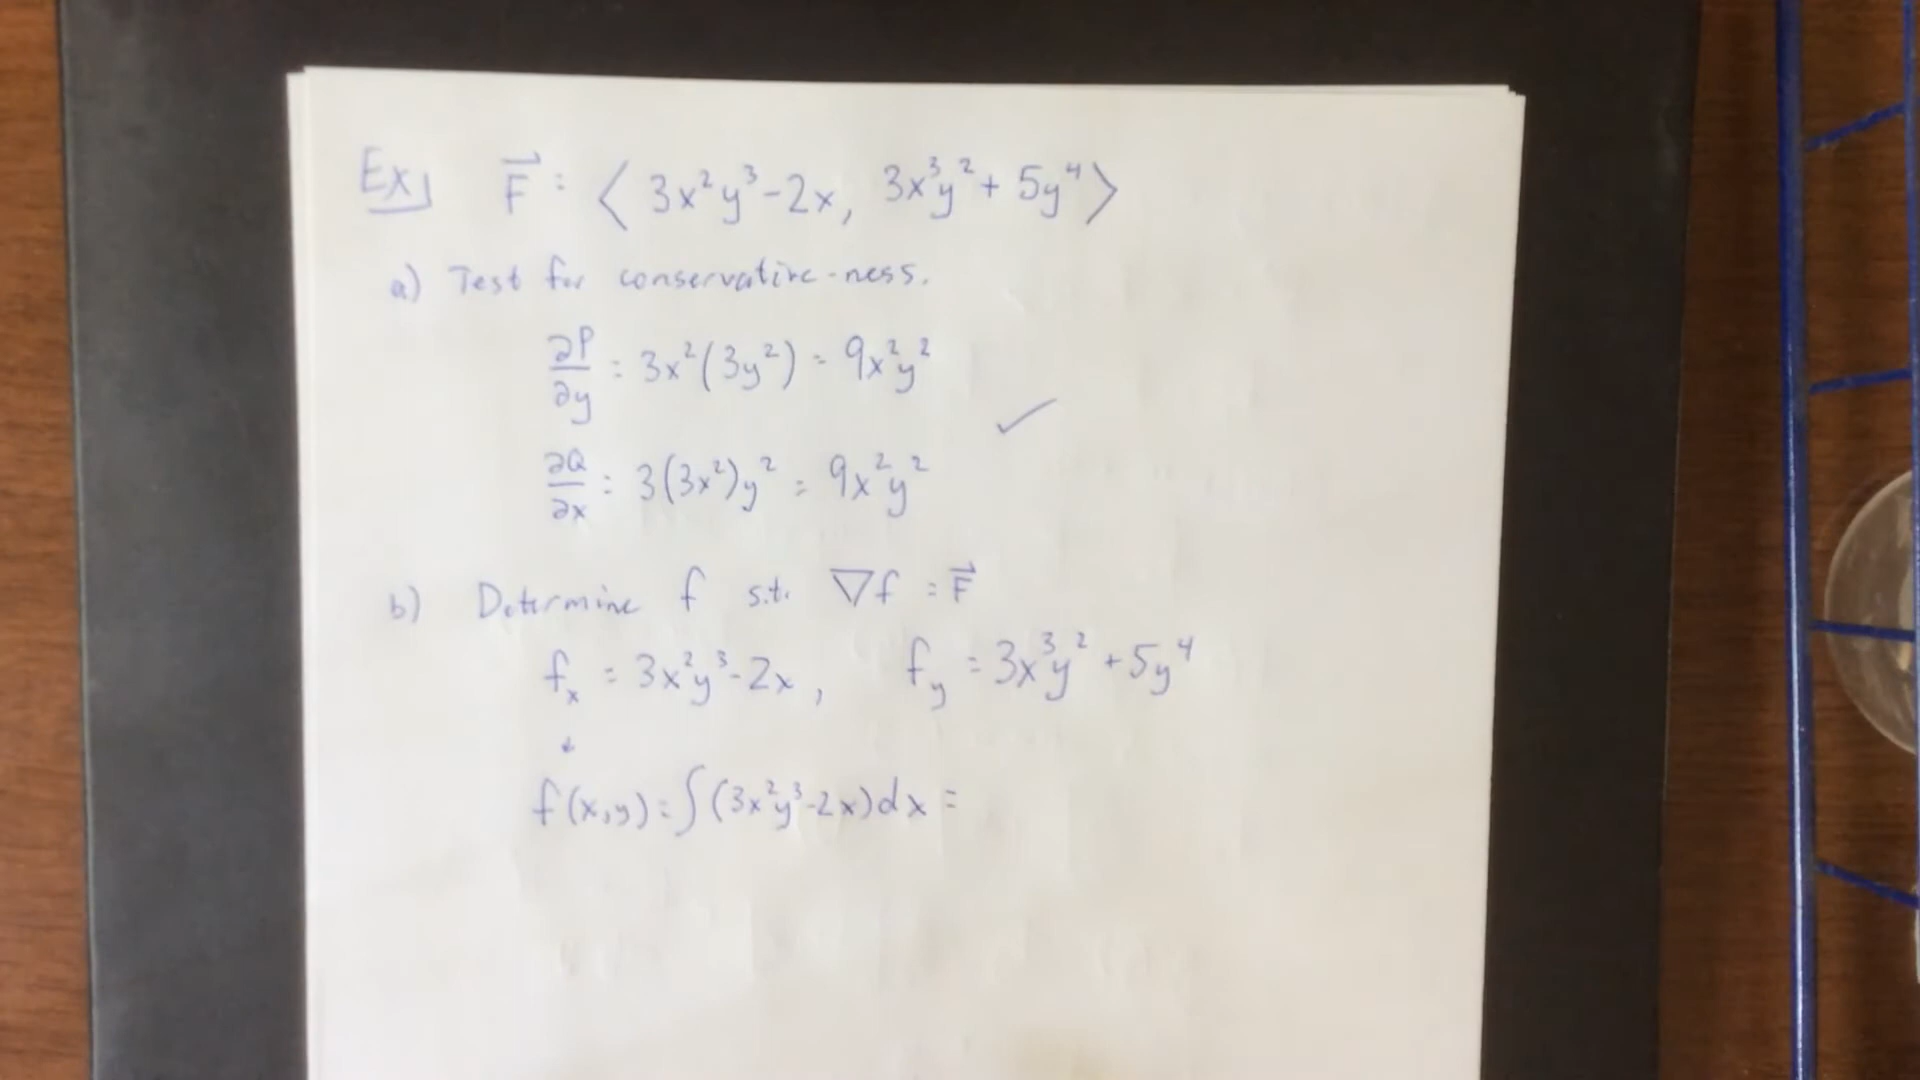 Ex) F⃗ = ⟨ 3x²y³-2x, 3x³y²+ 5y⁴⟩
a) Test for conservative-ness.
∂P/∂y = 3x²(3y²) = 9x²y²
✓
∂Q/∂x = 3(3x²)y² = 9x²y²
b) Determine f s.t. ∇f = F⃗
fₓ = 3x²y³-2x, f_y = 3x³y² +5y⁴
↓
f(x,y) = ∫(3x²y³-2x)dx =